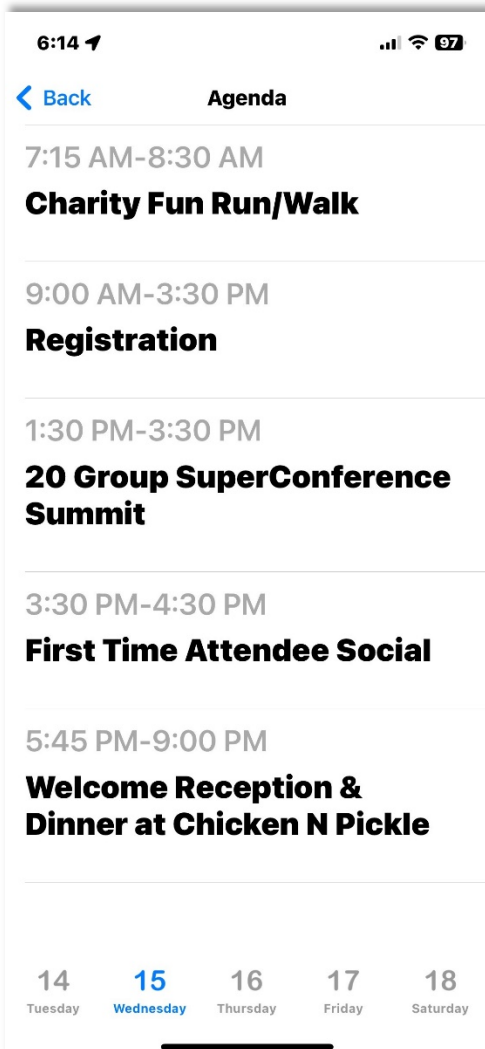 6:14
97
Back
Agenda
7:15 AM-8:30 AM
Charity Fun Run/Walk
9:00 AM-3:30 PM
Registration
1:30 PM-3:30 PM
20 Group SuperConference
Summit
3:30 PM-4:30 PM
First Time Attendee Social
5:45 PM-9:00 PM
Welcome Reception &
Dinner at Chicken N Pickle
14 15 16 17 18
Tuesday Wednesday Thursday Friday Saturday